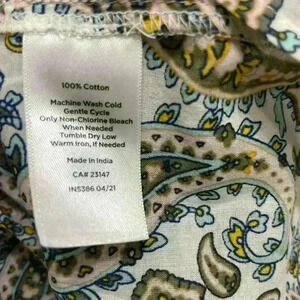 100% Cotton
Machine Wash Cold
Gentle Cycle
Only Non-Chlorine Bleach
When Needed
Tumble Dry Low
Warm Iron, If Needed
Made In India
CA# 23147
IN5386 04/21